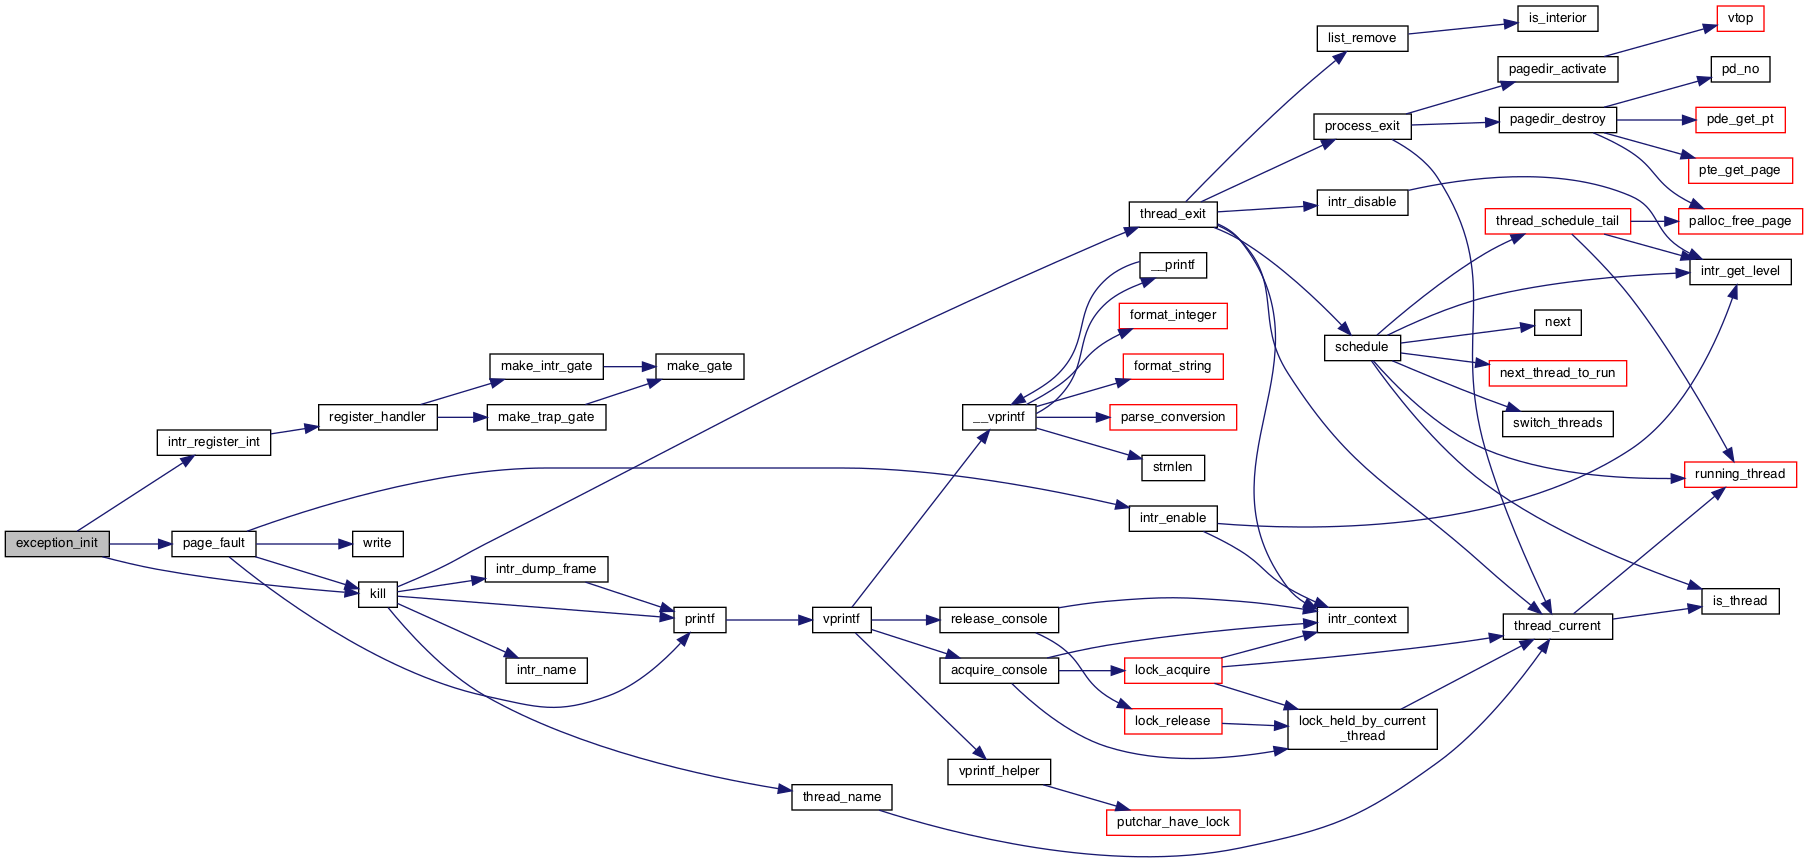 exception_init
intr_register_int
page_fault
register_handler
write
kill
make_intr_gate
make_trap_gate
intr_dump_frame
intr_name
make_gate
printf
thread_name
vprintf
__vprintf
release_console
acquire_console
vprintf_helper
thread_exit
__printf
format_integer
format_string
parse_conversion
strnlen
intr_enable
lock_acquire
lock_release
putchar_have_lock
list_remove
process_exit
intr_disable
schedule
intr_context
lock_held_by_current
_thread
is_interior
pagedir_activate
pagedir_destroy
thread_schedule_tail
next
next_thread_to_run
switch_threads
thread_current
vtop
pd_no
pde_get_pt
pte_get_page
palloc_free_page
intr_get_level
running_thread
is_thread